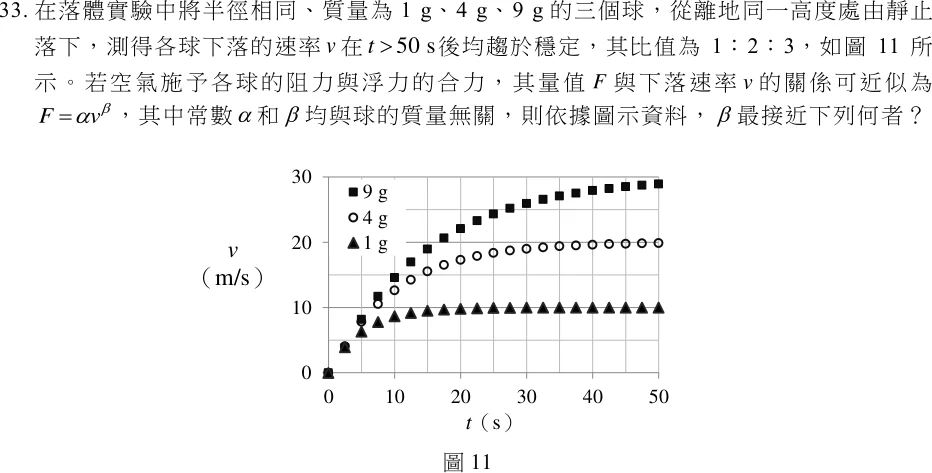 33. 在落體實驗中將半徑相同、質量為 1 g、4 g、9 g 的三個球，從離地同一高度處由靜止
落下，測得各球下落的速率 v 在 t > 50 s 後均趨於穩定，其比值為 1：2：3，如圖 11 所
示。若空氣施予各球的阻力與浮力的合力，其量值 F 與下落速率 v 的關係可近似為
F = αv^β，其中常數 α 和 β 均與球的質量無關，則依據圖示資料，β 最接近下列何者？
30
9 g
4 g
20
1 g
v
（m/s）
10
0
0 10 20 30 40 50
t（s）
圖 11